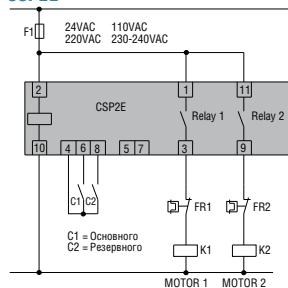 F1
24VAC 110VAC
220VAC 230-240VAC
2
1
11
CSP2E
Relay 1
Relay 2
10
4
6
8
5
7
3
9
C1
C2
FR1
FR2
C1 = Основного
C2 = Резервного
K1
K2
MOTOR 1
MOTOR 2